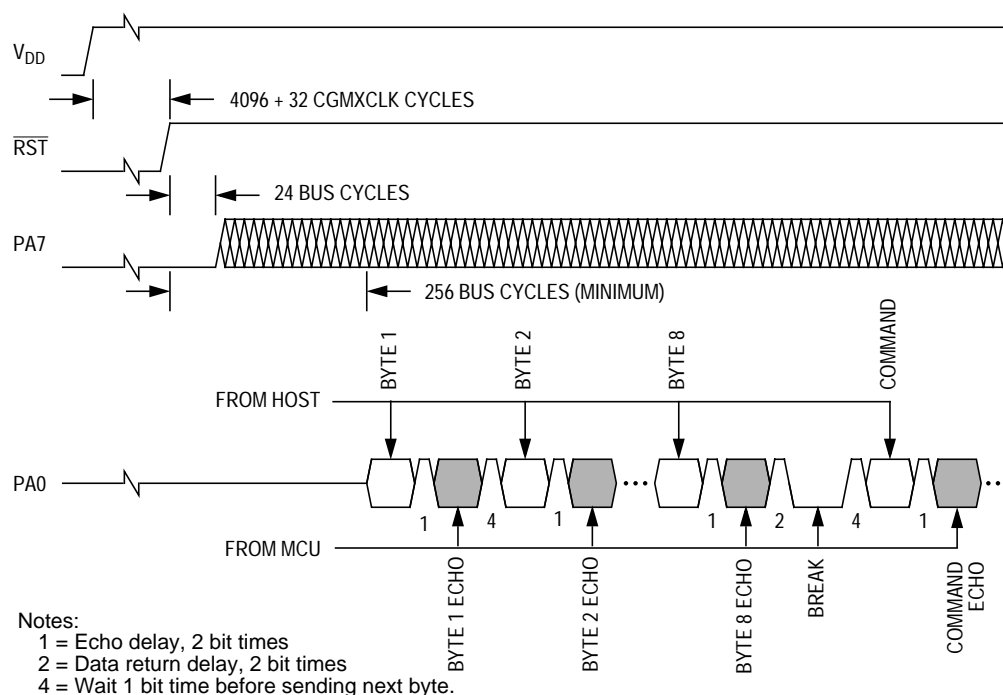 VDD
4096 + 32 CGMXCLK CYCLES
RST
24 BUS CYCLES
PA7
256 BUS CYCLES (MINIMUM)
BYTE 1
BYTE 2
BYTE 8
COMMAND
FROM HOST
PA0
1
4
1
1
2
4
1
FROM MCU
BYTE 1 ECHO
BYTE 2 ECHO
BYTE 8 ECHO
BREAK
COMMAND
ECHO
Notes:
1 = Echo delay, 2 bit times
2 = Data return delay, 2 bit times
4 = Wait 1 bit time before sending next byte.